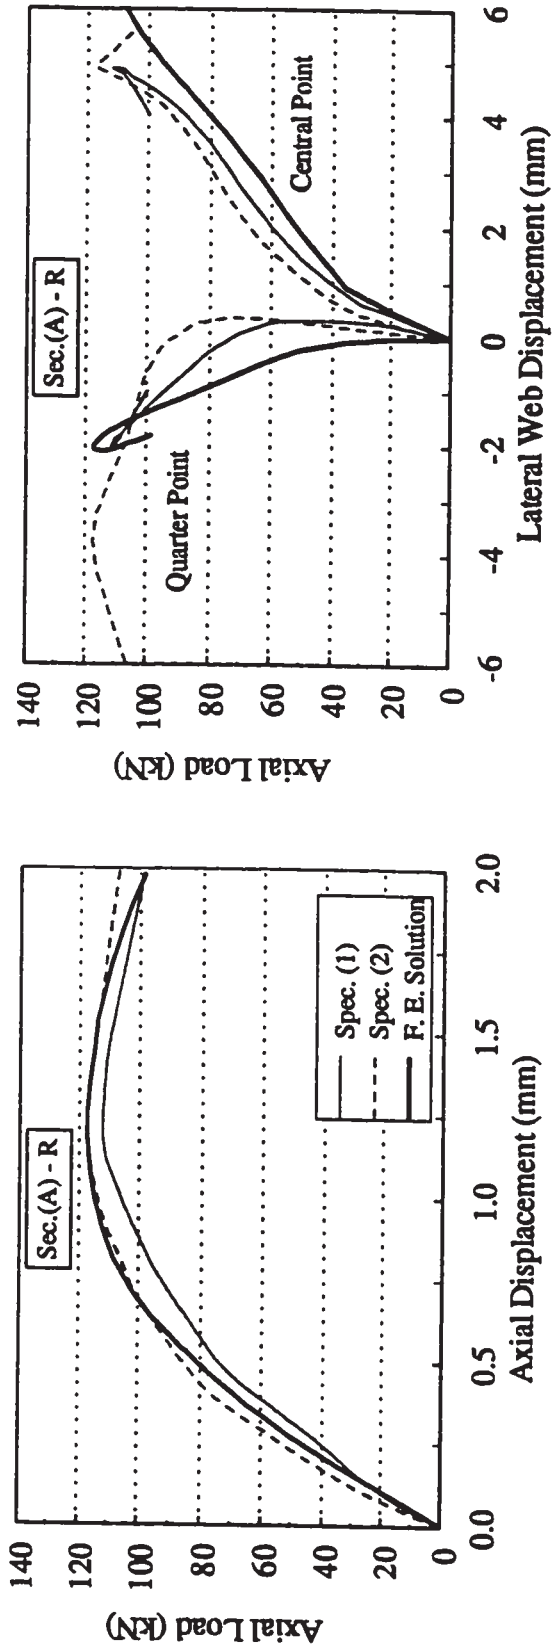 Sec.(A) - R
Axial Load (kN)
140
120
100
80
60
40
20
0
0.0
0.5
1.0
1.5
2.0
Axial Displacement (mm)
Spec. (1)
Spec. (2)
F. E. Solution
Sec.(A) - R
Axial Load (kN)
140
120
100
80
60
40
20
0
-6
-4
-2
0
2
4
6
Lateral Web Displacement (mm)
Quarter Point
Central Point